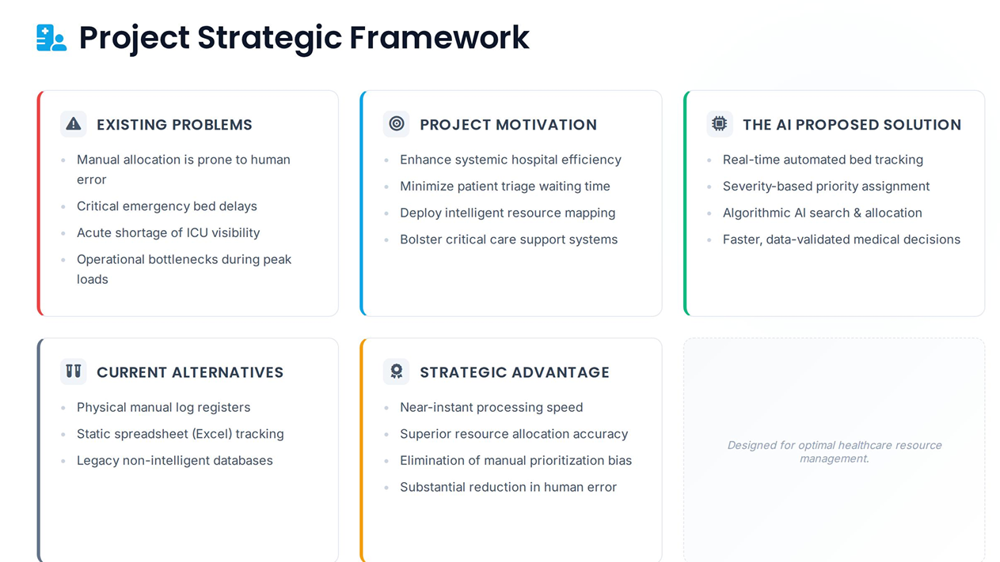 Project Strategic Framework
EXISTING PROBLEMS
Manual allocation is prone to human
error
Critical emergency bed delays
Acute shortage of ICU visibility
Operational bottlenecks during peak
loads
PROJECT MOTIVATION
Enhance systemic hospital efficiency
Minimize patient triage waiting time
Deploy intelligent resource mapping
Bolster critical care support systems
THE AI PROPOSED SOLUTION
Real-time automated bed tracking
Severity-based priority assignment
Algorithmic AI search & allocation
Faster, data-validated medical decisions
CURRENT ALTERNATIVES
Physical manual log registers
Static spreadsheet (Excel) tracking
Legacy non-intelligent databases
STRATEGIC ADVANTAGE
Near-instant processing speed
Superior resource allocation accuracy
Elimination of manual prioritization bias
Substantial reduction in human error
Designed for optimal healthcare resource
management.